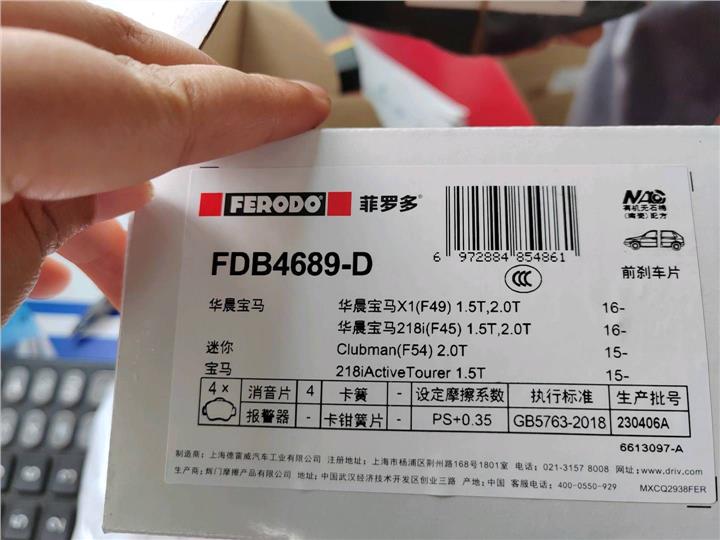 FERODO 菲罗多
NAO
有机无石棉
(陶瓷)配方
6 972884 854861
FDB4689-D
CCC
前刹车片
华晨宝马 华晨宝马X1(F49) 1.5T,2.0T 16-
华晨宝马218i(F45) 1.5T,2.0T 15-
迷你 Clubman(F54) 2.0T 15-
宝马 218iActiveTourer 1.5T 15-
4 × 消音片 4 卡簧 - 设定摩擦系数 执行标准 生产批号
报警器 - 卡钳簧片 - PS+0.35 GB5763-2018 230406A
6613097-A
制造商：上海德雷威汽车工业有限公司 注册地址：上海市杨浦区荆州路168号1801室 电话：021-3157 8008 网址：www.driv.com
生产商：辉门摩擦产品有限公司 地址：中国武汉经济技术开发区创业三路 产地：中国 客服电话：400-0550-929 MXCQ2938FER